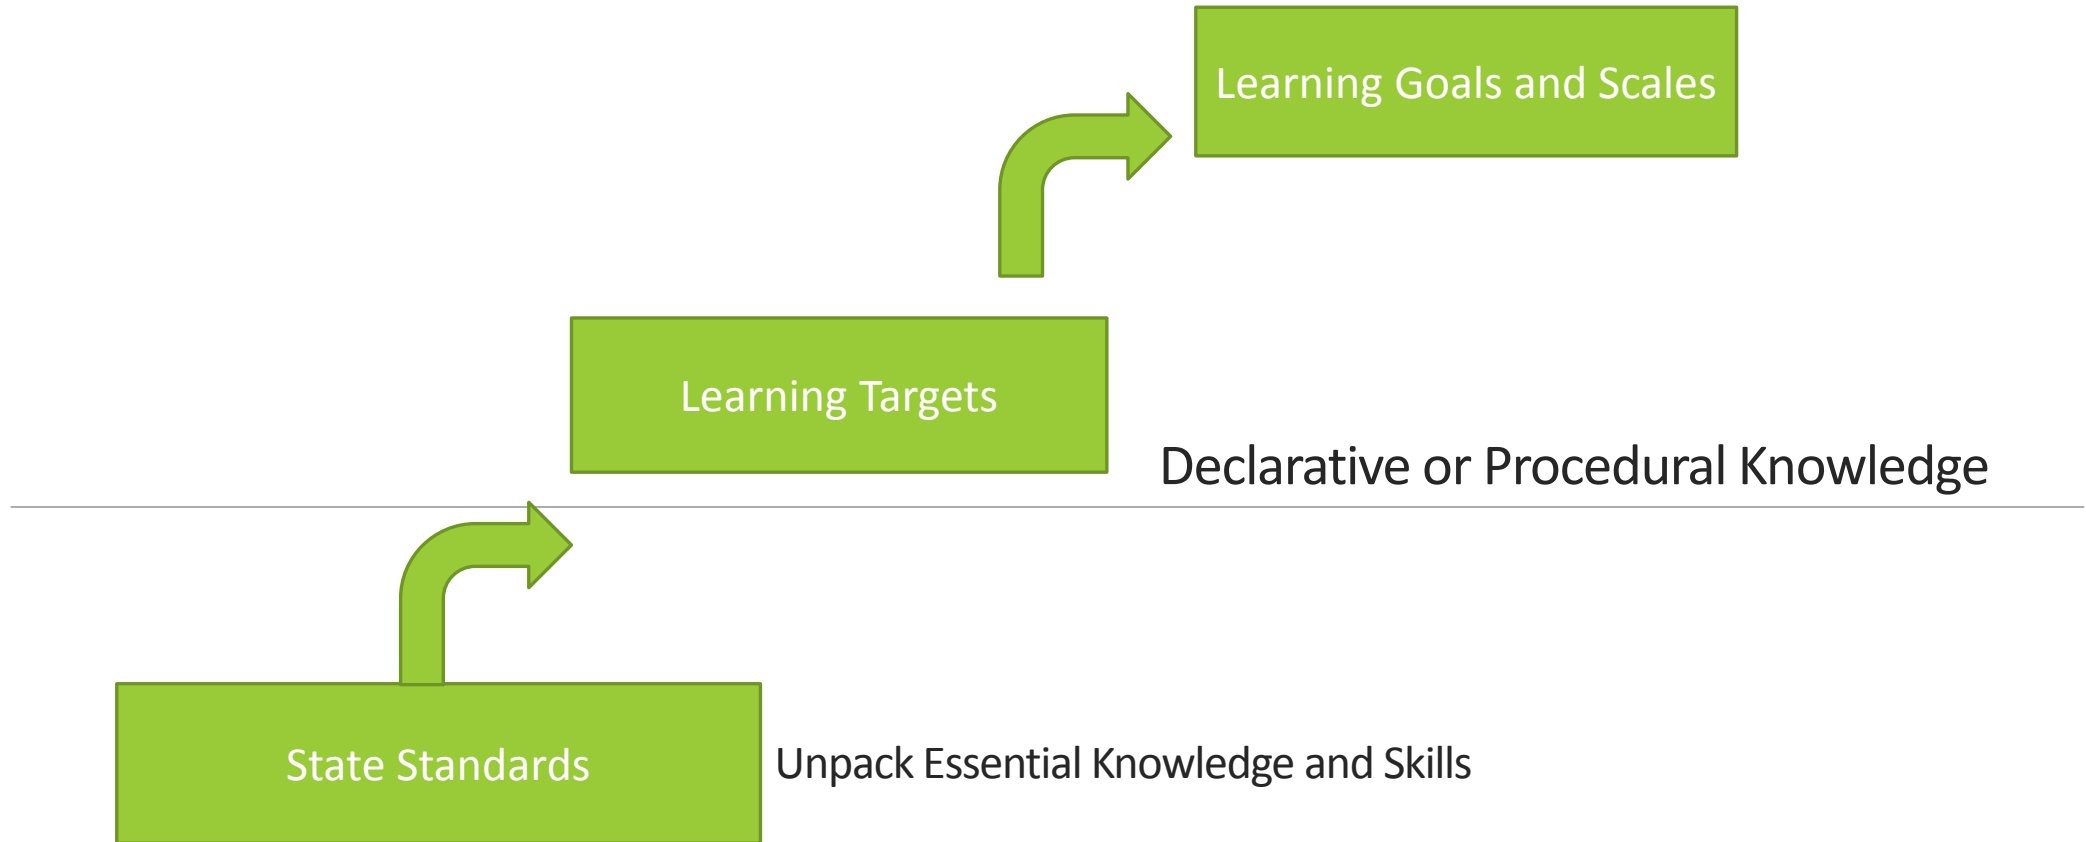 Learning Goals and Scales
Learning Targets
Declarative or Procedural Knowledge
State Standards
Unpack Essential Knowledge and Skills